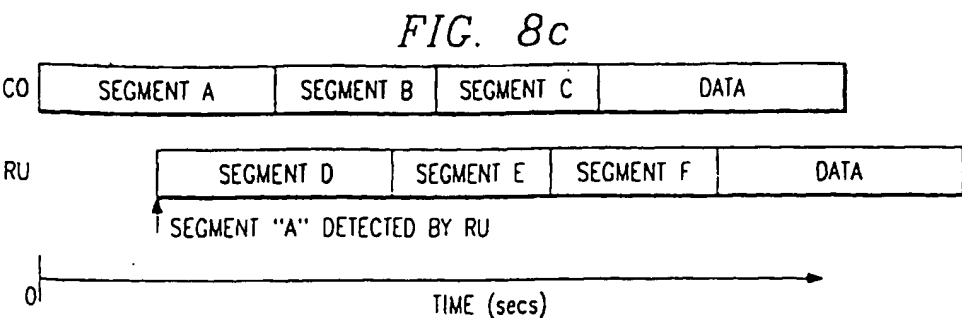 FIG. 8c
CO SEGMENT A SEGMENT B SEGMENT C DATA
RU SEGMENT D SEGMENT E SEGMENT F DATA
SEGMENT "A" DETECTED BY RU
0
TIME (secs)